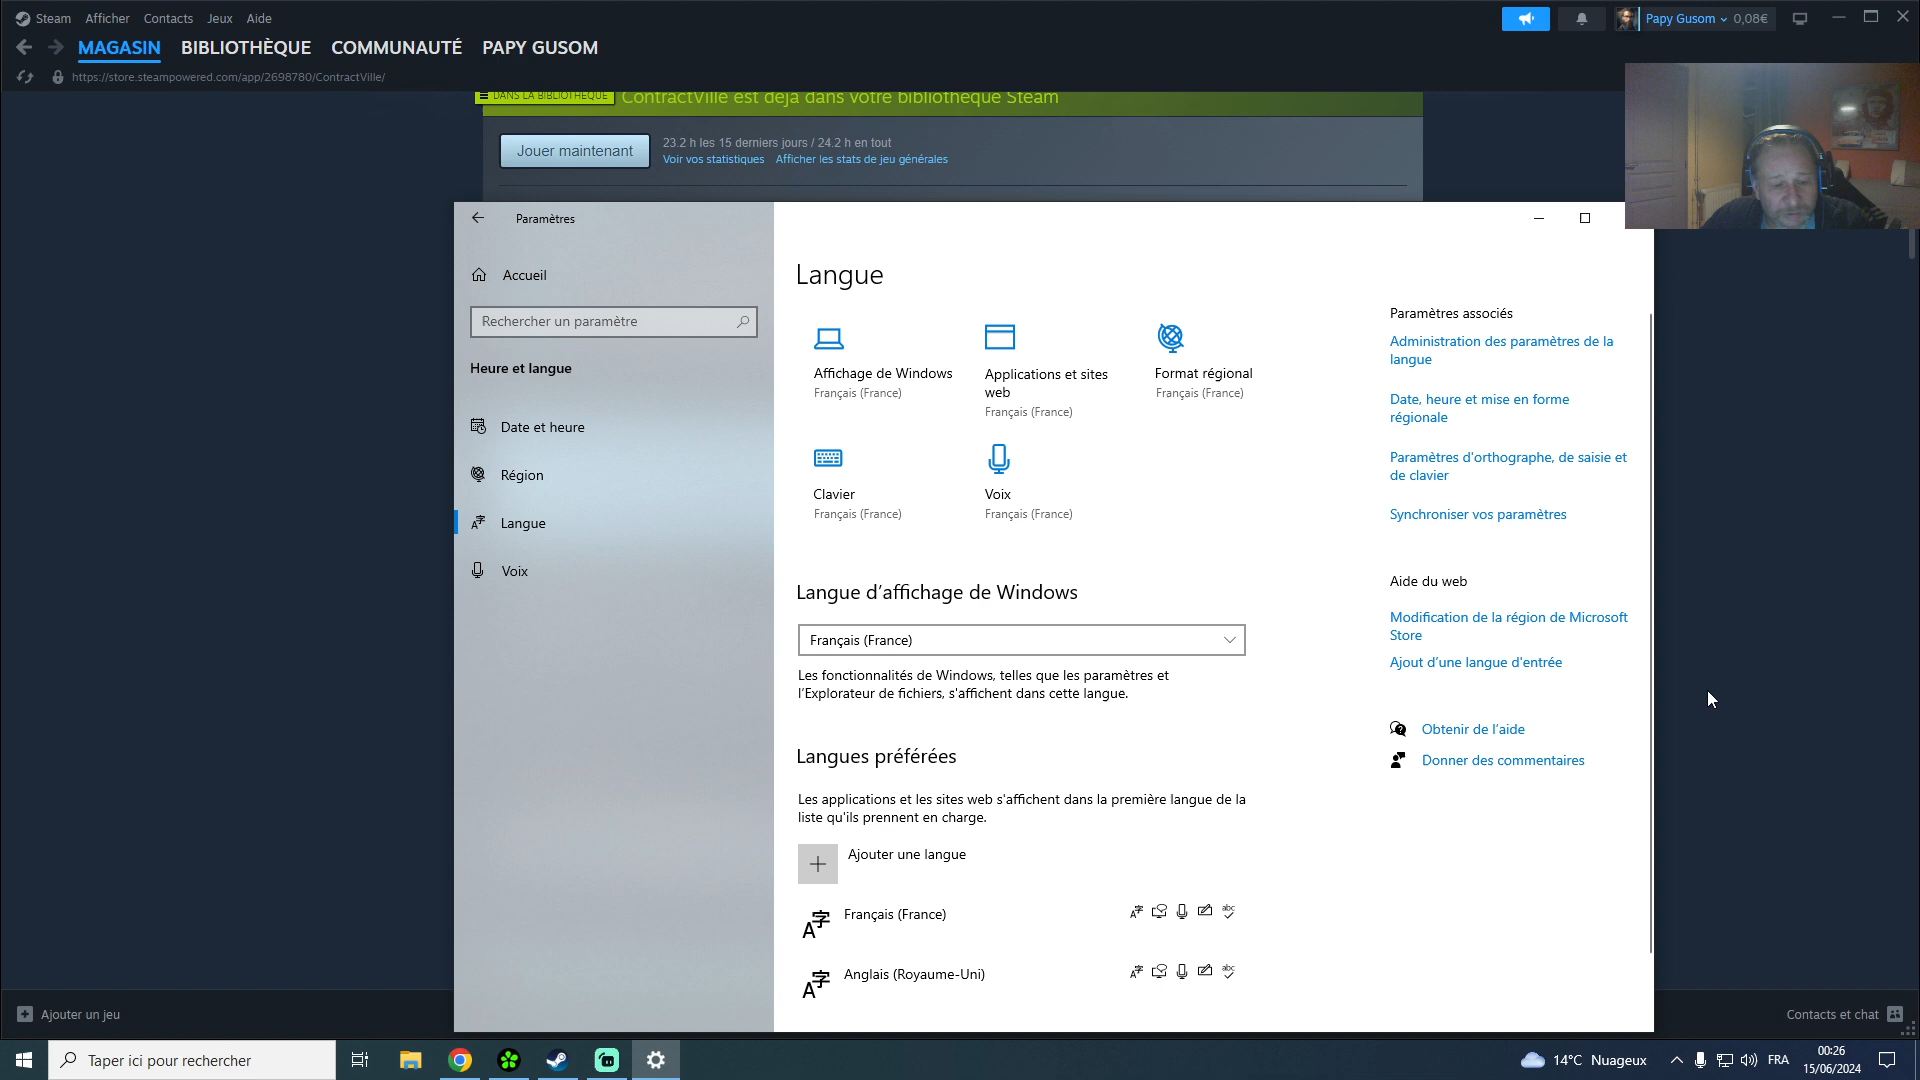 Steam Afficher Contacts Jeux Aide
Papy Gusom 0,08€
MAGASIN BIBLIOTHÈQUE COMMUNAUTÉ PAPY GUSOM
https://store.steampowered.com/app/2698780/ContractVille/
DANS LA BIBLIOTHÈQUE ContractVille est déjà dans votre bibliothèque Steam
Jouer maintenant
23.2 h les 15 derniers jours / 24.2 h en tout
Voir vos statistiques Afficher les stats de jeu générales
Paramètres
Accueil
Rechercher un paramètre
Heure et langue
Date et heure
Région
Langue
Voix
Langue
Affichage de Windows
Français (France)
Applications et sites
web
Français (France)
Format régional
Français (France)
Clavier
Français (France)
Voix
Français (France)
Langue d’affichage de Windows
Français (France)
Les fonctionnalités de Windows, telles que les paramètres et
l’Explorateur de fichiers, s'affichent dans cette langue.
Langues préférées
Les applications et les sites web s'affichent dans la première langue de la
liste qu'ils prennent en charge.
Ajouter une langue
Français (France)
Anglais (Royaume-Uni)
Paramètres associés
Administration des paramètres de la
langue
Date, heure et mise en forme
régionale
Paramètres d'orthographe, de saisie et
de clavier
Synchroniser vos paramètres
Aide du web
Modification de la région de Microsoft
Store
Ajout d’une langue d'entrée
Obtenir de l’aide
Donner des commentaires
Ajouter un jeu
Contacts et chat
Taper ici pour rechercher
14°C Nuageux
FRA
00:26
15/06/2024